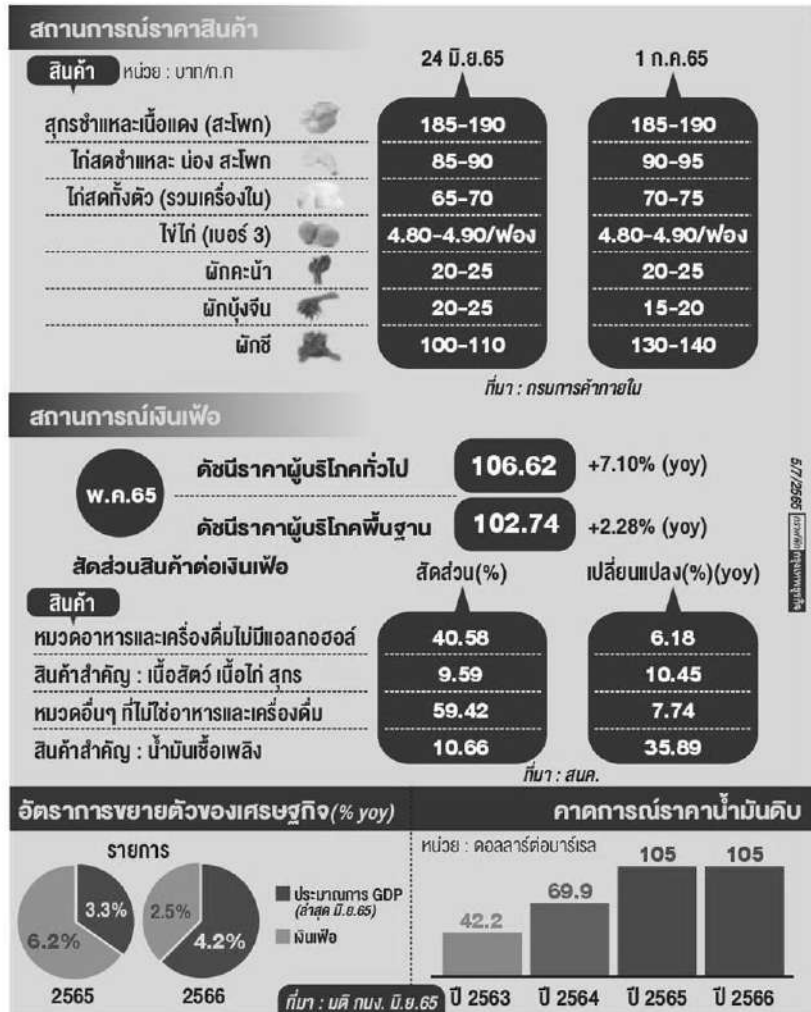 สถานการณ์ราคาสินค้า
สินค้า หน่วย : บาท/ก.ก 24 มิ.ย.65 1 ก.ค.65
สุกรชำแหละเนื้อแดง (สะโพก) 185-190 185-190
ไก่สดชำแหละ น่อง สะโพก 85-90 90-95
ไก่สดทั้งตัว (รวมเครื่องใน) 65-70 70-75
ไข่ไก่ (เบอร์ 3) 4.80-4.90/ฟอง 4.80-4.90/ฟอง
ผักคะน้า 20-25 20-25
ผักบุ้งจีน 20-25 15-20
ผักชี 100-110 130-140
ที่มา : กรมการค้าภายใน
สถานการณ์เงินเฟ้อ
พ.ค.65
ดัชนีราคาผู้บริโภคทั่วไป 106.62 +7.10% (yoy)
ดัชนีราคาผู้บริโภคพื้นฐาน 102.74 +2.28% (yoy)
สัดส่วนสินค้าต่อเงินเฟ้อ
สินค้า สัดส่วน(%) เปลี่ยนแปลง(%)(yoy)
หมวดอาหารและเครื่องดื่มไม่มีแอลกอฮอล์ 40.58 6.18
สินค้าสำคัญ : เนื้อสัตว์ เนื้อไก่ สุกร 9.59 10.45
หมวดอื่นๆ ที่ไม่ใช่อาหารและเครื่องดื่ม 59.42 7.74
สินค้าสำคัญ : น้ำมันเชื้อเพลิง 10.66 35.89
ที่มา : สนค.
5/7/2565 กราฟฟิก กรุงเทพธุรกิจ
อัตราการขยายตัวของเศรษฐกิจ(% yoy)
รายการ
3.3%
6.2%
2565
2.5%
4.2%
2566
ประมาณการ GDP
(ล่าสุด มิ.ย.65)
เงินเฟ้อ
ที่มา : มติ กนง. มิ.ย.65
คาดการณ์ราคาน้ำมันดิบ
หน่วย : ดอลลาร์ต่อบาร์เรล
42.2 69.9 105 105
ปี 2563 ปี 2564 ปี 2565 ปี 2566